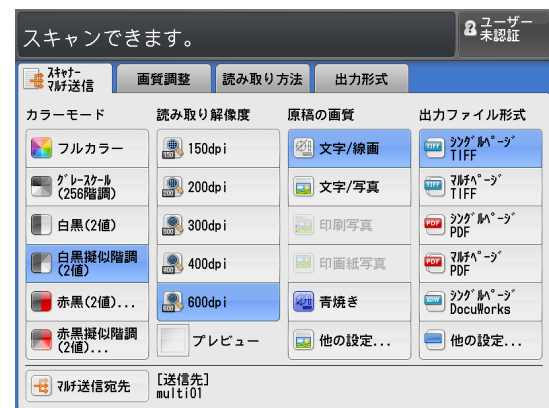 スキャンできます。
ユーザー
未認証
スキャナー
マルチ送信
画質調整
読み取り方法
出力形式
カラーモード
フルカラー
グレースケール
(256階調)
白黒(2値)
白黒擬似階調
(2値)
赤黒(2値)...
赤黒擬似階調
(2値)...
読み取り解像度
150
150dpi
200
200dpi
300
300dpi
400
400dpi
600
600dpi
プレビュー
原稿の画質
文字/線画
文字/写真
印刷写真
印画紙写真
青焼き
他の設定...
出力ファイル形式
TIFF
シングルページ
TIFF
TIFF
マルチページ
TIFF
PDF
シングルページ
PDF
PDF
マルチページ
PDF
XDW
シングルページ
DocuWorks
他の設定...
マルチ送信宛先
[送信先]
multi01